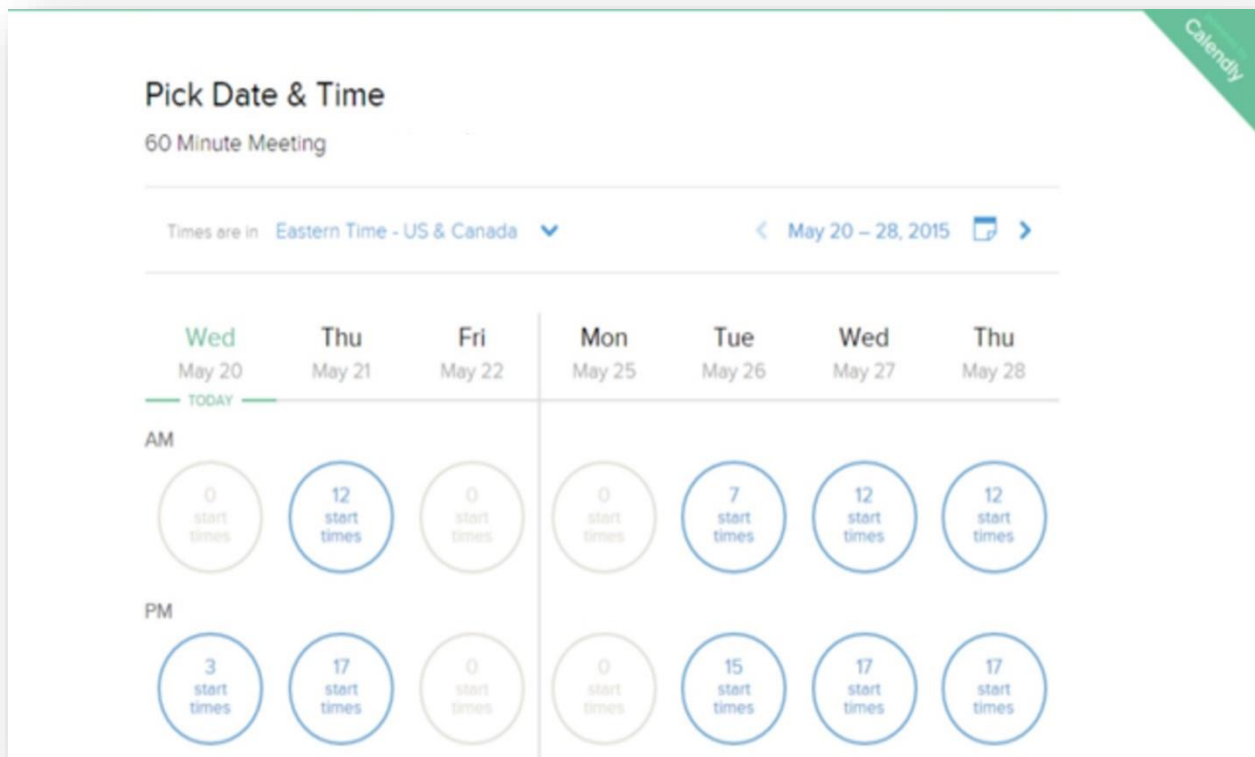 Calendly
Pick Date & Time
60 Minute Meeting
Times are in Eastern Time - US & Canada
May 20 – 28, 2015
Wed Thu Fri Mon Tue Wed Thu
May 20 May 21 May 22 May 25 May 26 May 27 May 28
TODAY
AM
0 12 0 0 7 12 12
start start start start start start start
times times times times times times times
PM
3 17 0 0 15 17 17
start start start start start start start
times times times times times times times